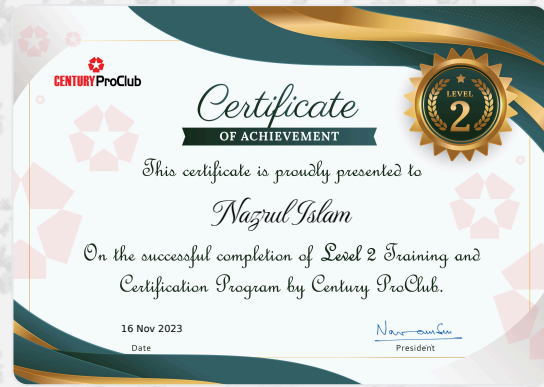 CENTURY ProClub
Certificate
OF ACHIEVEMENT
LEVEL
2
This certificate is proudly presented to
Nazrul Islam
On the successful completion of Level 2 Training and
Certification Program by Century ProClub.
16 Nov 2023
Date
President